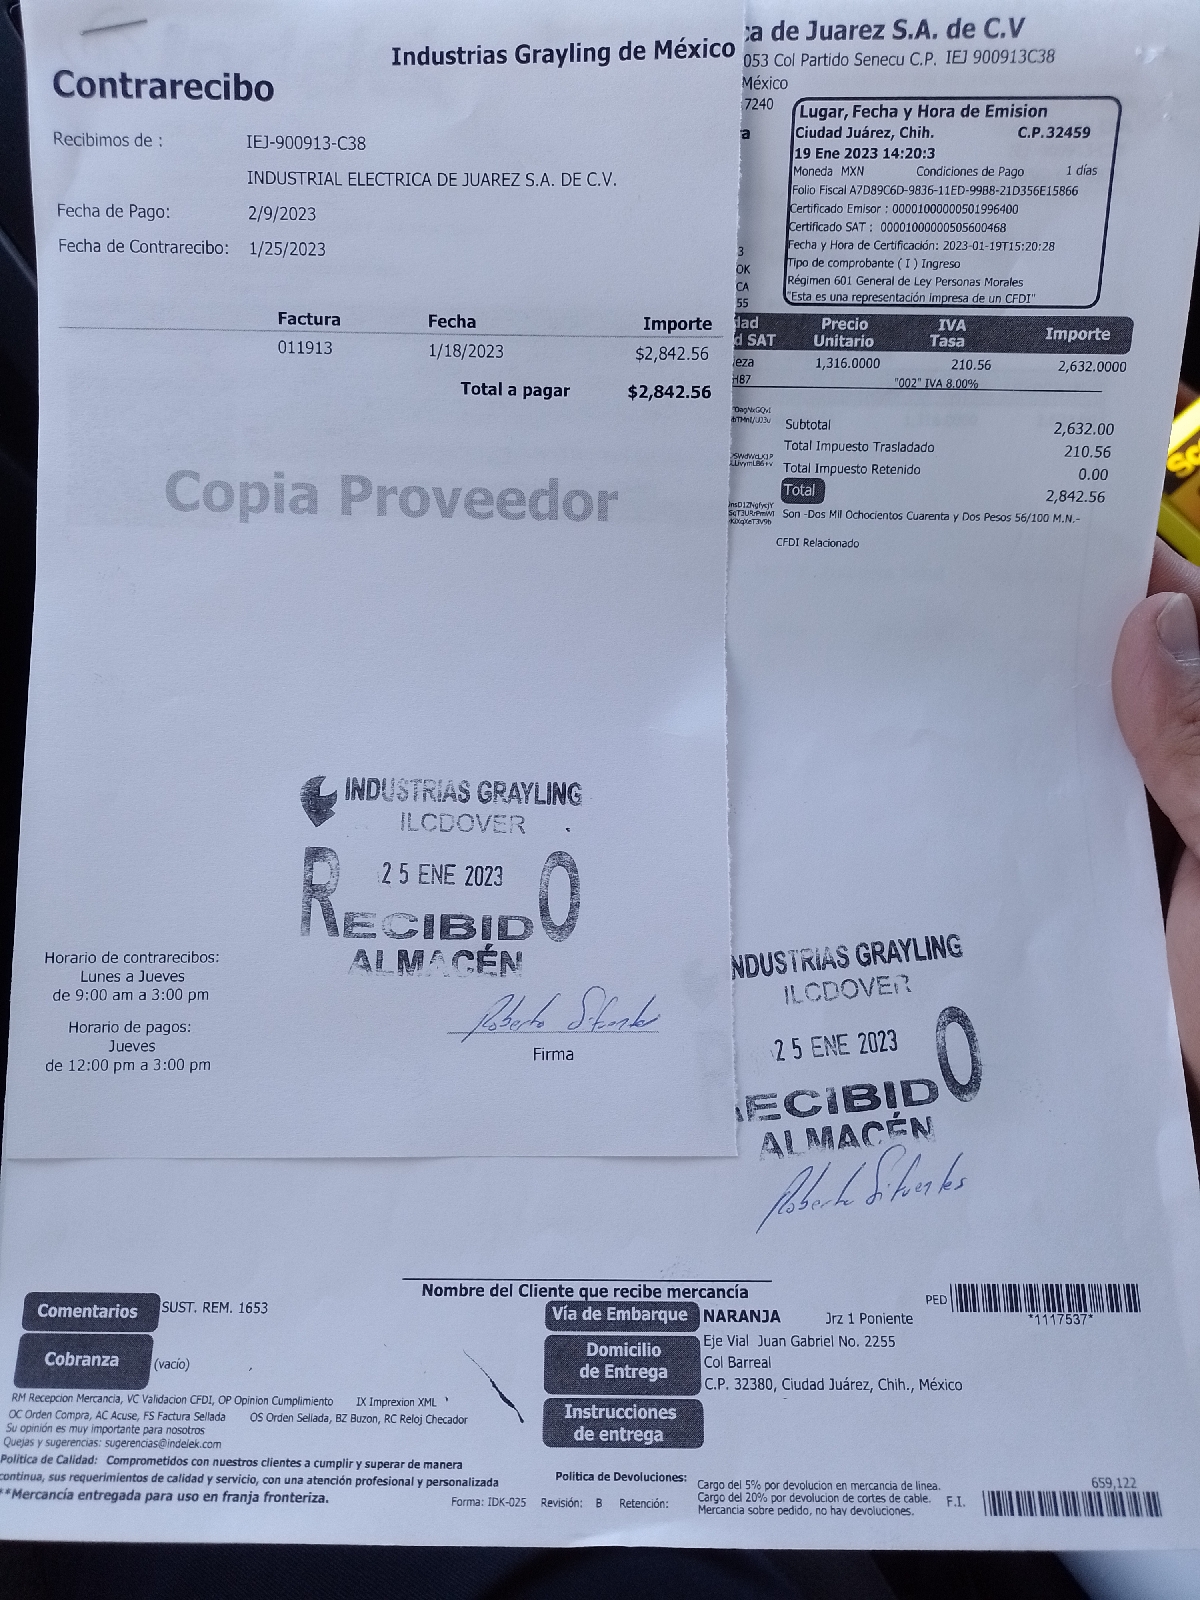 Industrias Grayling de México
Contrarecibo
Recibimos de :
IEJ-900913-C38
INDUSTRIAL ELECTRICA DE JUAREZ S.A. DE C.V.
Fecha de Pago: 2/9/2023
Fecha de Contrarecibo: 1/25/2023
Factura Fecha Importe
011913 1/18/2023 $2,842.56
Total a pagar $2,842.56
Copia Proveedor
INDUSTRIAS GRAYLING
ILCDOVER
25 ENE 2023
RECIBIDO
ALMACÉN
Horario de contrarecibos:
Lunes a Jueves
de 9:00 am a 3:00 pm
Horario de pagos:
Jueves
de 12:00 pm a 3:00 pm
Roberto Sifuentes
Firma
ca de Juarez S.A. de C.V
053 Col Partido Senecu C.P. IEJ 900913C38
México
7240
Lugar, Fecha y Hora de Emision
Ciudad Juárez, Chih. C.P.32459
19 Ene 2023 14:20:3
Moneda MXN Condiciones de Pago 1 días
Folio Fiscal A7D89C6D-9836-11ED-99B8-21D356E15866
Certificado Emisor : 00001000000501996400
Certificado SAT : 00001000000505600468
Fecha y Hora de Certificación: 2023-01-19T15:20:28
Tipo de comprobante ( I ) Ingreso
Régimen 601 General de Ley Personas Morales
"Esta es una representación impresa de un CFDI"
3
OK
CA
55
dad
d SAT
Precio
Unitario
IVA
Tasa
Importe
eza 1,316.0000 210.56 2,632.0000
H87 "002" IVA 8.00%
Subtotal 2,632.00
Total Impuesto Trasladado 210.56
Total Impuesto Retenido 0.00
Total 2,842.56
Son -Dos Mil Ochocientos Cuarenta y Dos Pesos 56/100 M.N.-
CFDI Relacionado
NDUSTRIAS GRAYLING
ILCDOVER
25 ENE 2023
ECIBIDO
ALMACÉN
Roberto Sifuentes
Nombre del Cliente que recibe mercancía
Comentarios SUST. REM. 1653
Cobranza (vacio)
Vía de Embarque NARANJA Jrz 1 Poniente
Domicilio
de Entrega
Eje Vial Juan Gabriel No. 2255
Col Barreal
C.P. 32380, Ciudad Juárez, Chih., México
Instrucciones
de entrega
PED
*1117537*
RM Recepcion Mercancia, VC Validacion CFDI, OP Opinion Cumplimiento IX Imprexion XML
OC Orden Compra, AC Acuse, FS Factura Sellada OS Orden Sellada, BZ Buzon, RC Reloj Checador
Su opinión es muy importante para nosotros
Quejas y sugerencias: sugerencias@indelek.com
Politica de Calidad: Comprometidos con nuestros clientes a cumplir y superar de manera
continua, sus requerimientos de calidad y servicio, con una atención profesional y personalizada
**Mercancía entregada para uso en franja fronteriza.
Forma: IDK-025 Revisión: B Retención:
Politica de Devoluciones:
Cargo del 5% por devolucion en mercancia de linea.
Cargo del 20% por devolucion de cortes de cable.
Mercancia sobre pedido, no hay devoluciones.
F.I.
659,122